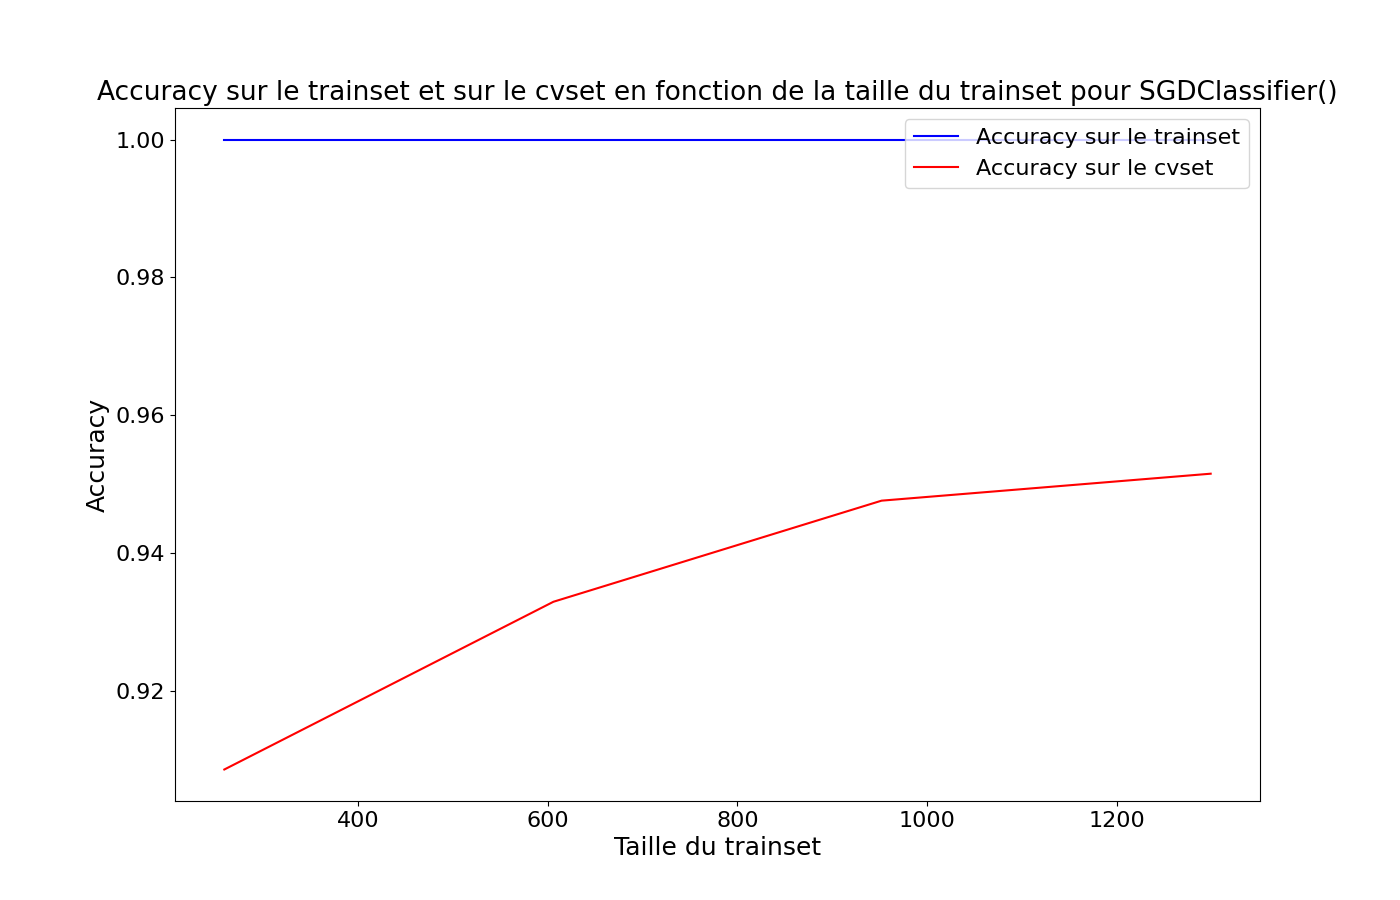 Accuracy sur le trainset et sur le cvset en fonction de la taille du trainset pour SGDClassifier()
Accuracy sur le trainset
Accuracy sur le cvset
1.00
0.98
0.96
0.94
0.92
Accuracy
400 600 800 1000 1200
Taille du trainset